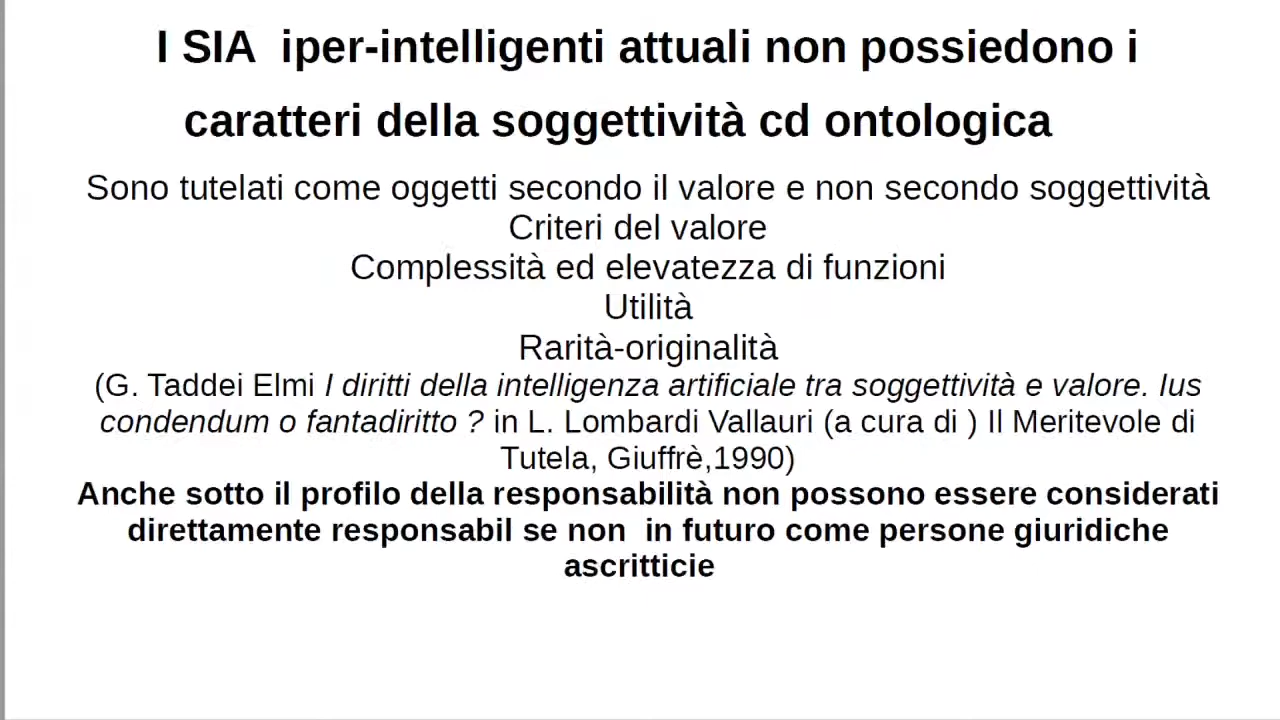 I SIA  iper-intelligenti attuali non possiedono i
caratteri della soggettività cd ontologica
Sono tutelati come oggetti secondo il valore e non secondo soggettività
Criteri del valore
Complessità ed elevatezza di funzioni
Utilità
Rarità-originalità
(G. Taddei Elmi I diritti della intelligenza artificiale tra soggettività e valore. Ius
condendum o fantadiritto ? in L. Lombardi Vallauri (a cura di ) Il Meritevole di
Tutela, Giuffrè,1990)
Anche sotto il profilo della responsabilità non possono essere considerati
direttamente responsabil se non  in futuro come persone giuridiche
ascritticie